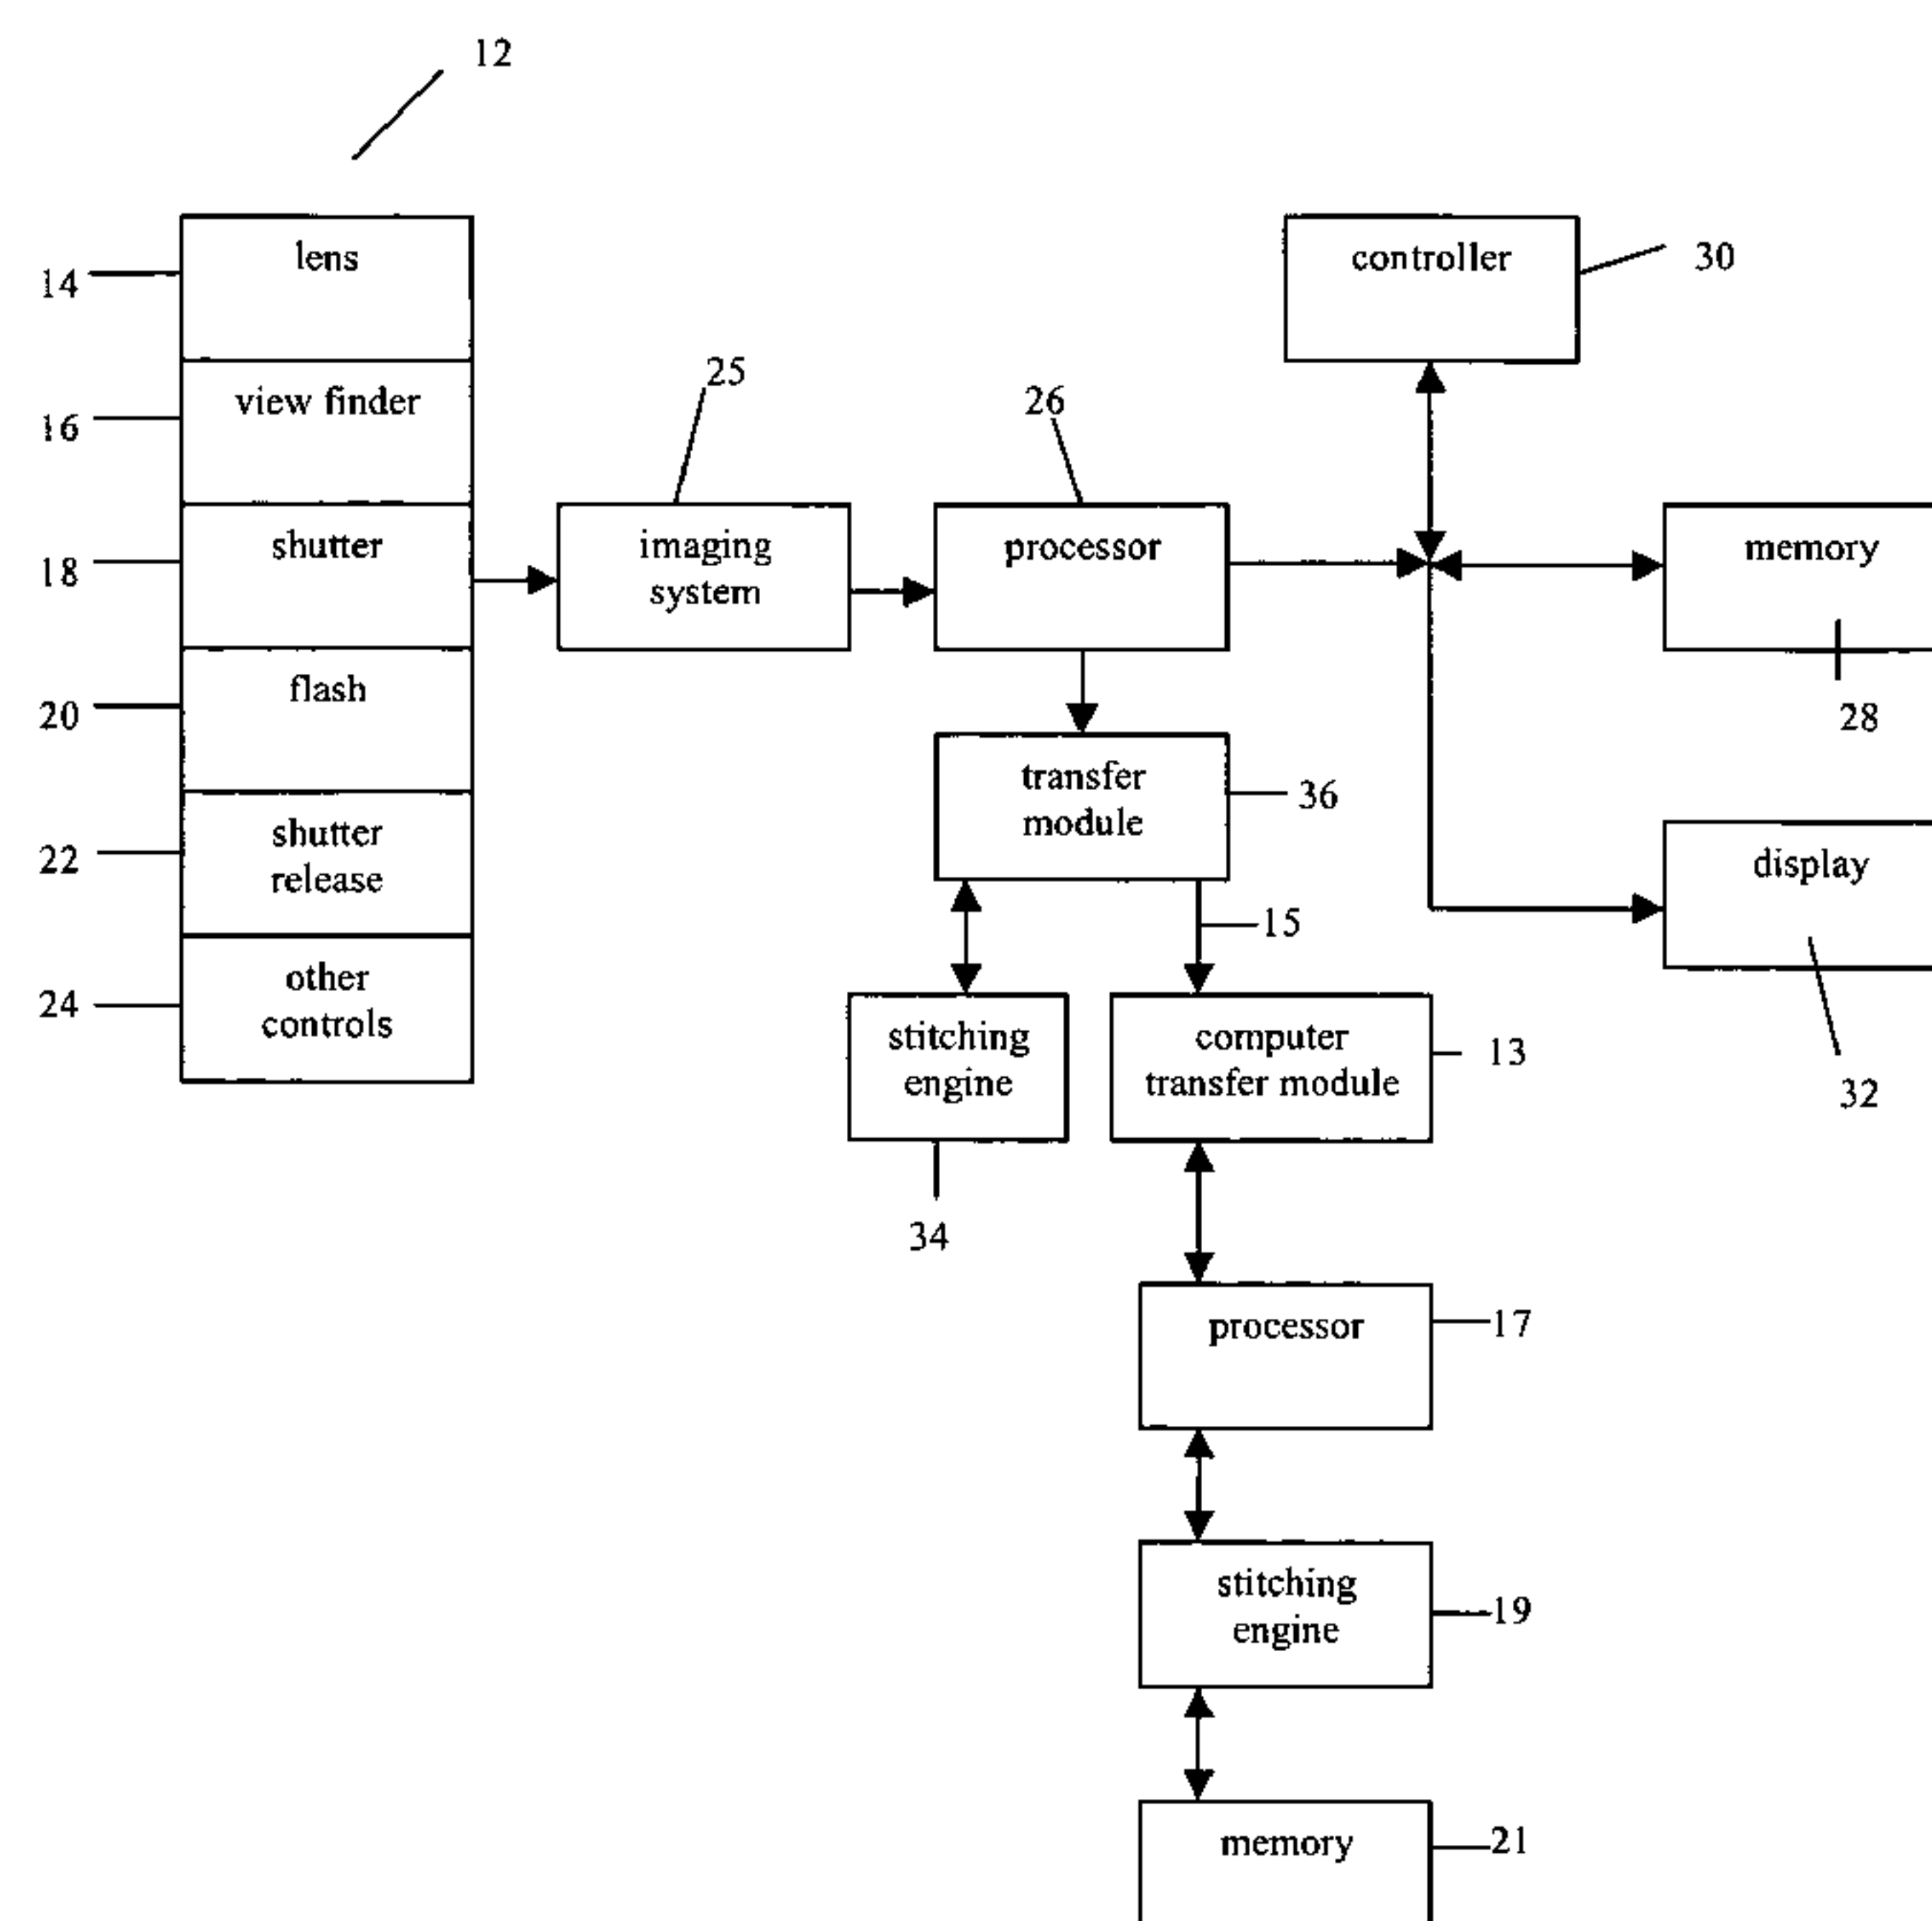 12
lens
14
controller
30
view finder
16
25
26
shutter
18
imaging
system
processor
memory
28
flash
20
transfer
module
36
shutter
release
22
display
32
15
other
controls
24
stitching
engine
34
computer
transfer module
13
processor
17
stitching
engine
19
memory
21